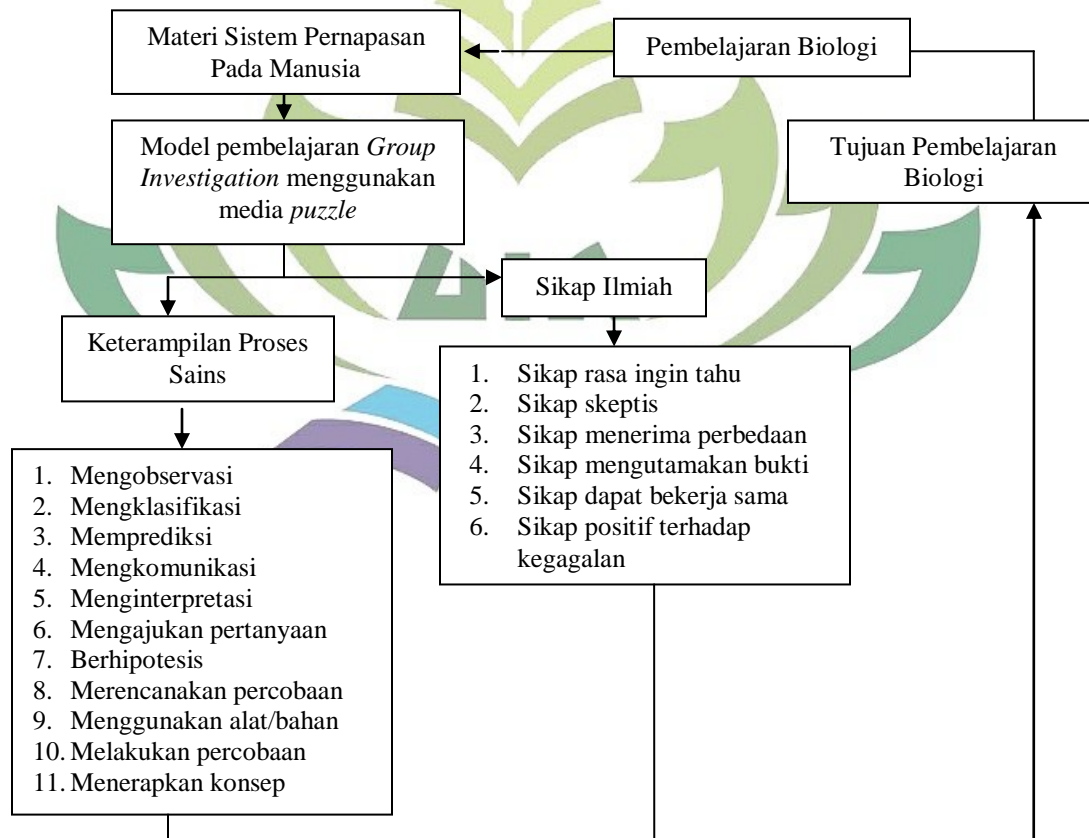 Materi Sistem Pernapasan
Pada Manusia
Pembelajaran Biologi
Model pembelajaran Group
Investigation menggunakan
media puzzle
Tujuan Pembelajaran
Biologi
Sikap Ilmiah
Keterampilan Proses
Sains
1. Sikap rasa ingin tahu
2. Sikap skeptis
3. Sikap menerima perbedaan
4. Sikap mengutamakan bukti
5. Sikap dapat bekerja sama
6. Sikap positif terhadap
kegagalan
1. Mengobservasi
2. Mengklasifikasi
3. Memprediksi
4. Mengkomunikasi
5. Menginterpretasi
6. Mengajukan pertanyaan
7. Berhipotesis
8. Merencanakan percobaan
9. Menggunakan alat/bahan
10. Melakukan percobaan
11. Menerapkan konsep